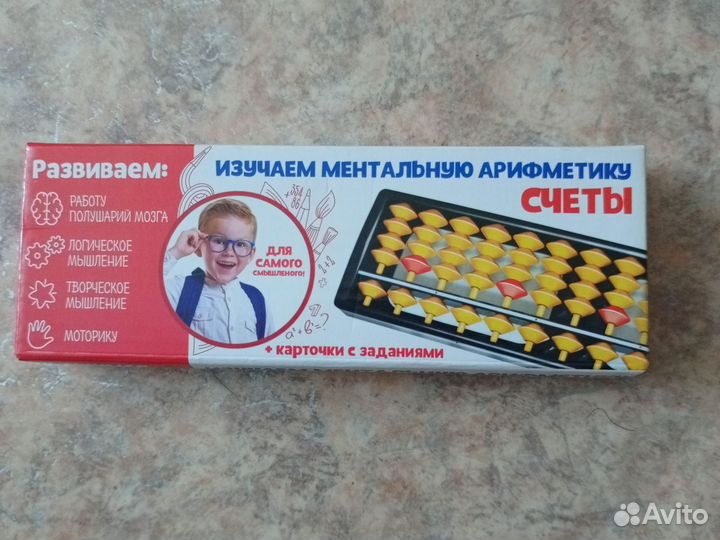 Развиваем:
РАБОТУ
ПОЛУШАРИЙ МОЗГА
ЛОГИЧЕСКОЕ
МЫШЛЕНИЕ
ТВОРЧЕСКОЕ
МЫШЛЕНИЕ
МОТОРИКУ
ИЗУЧАЕМ МЕНТАЛЬНУЮ АРИФМЕТИКУ
СЧЕТЫ
ДЛЯ
САМОГО
СМЫШЛЕНОГО!
+ карточки с заданиями
Avito